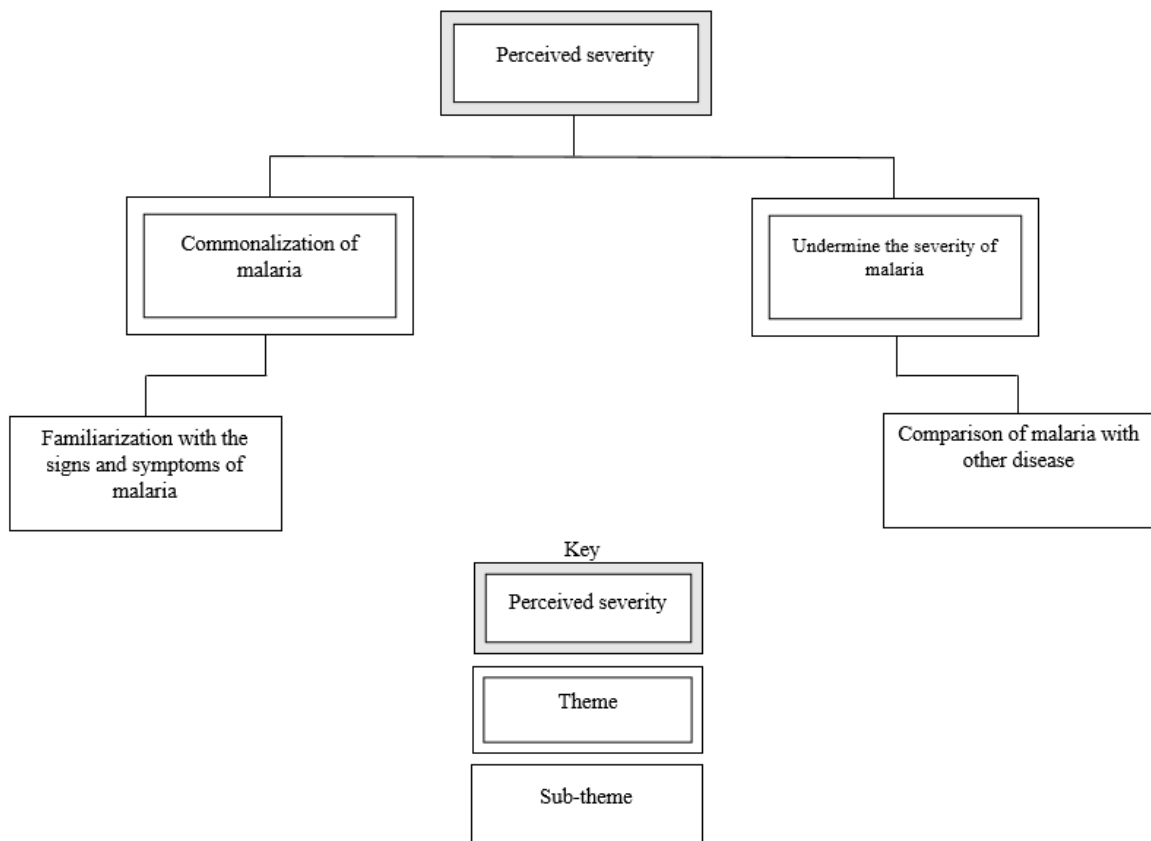 Perceived severity
Commonalization of
malaria
Undermine the severity of
malaria
Familiarization with the
signs and symptoms of
malaria
Comparison of malaria with
other disease
Key
Perceived severity
Theme
Sub-theme